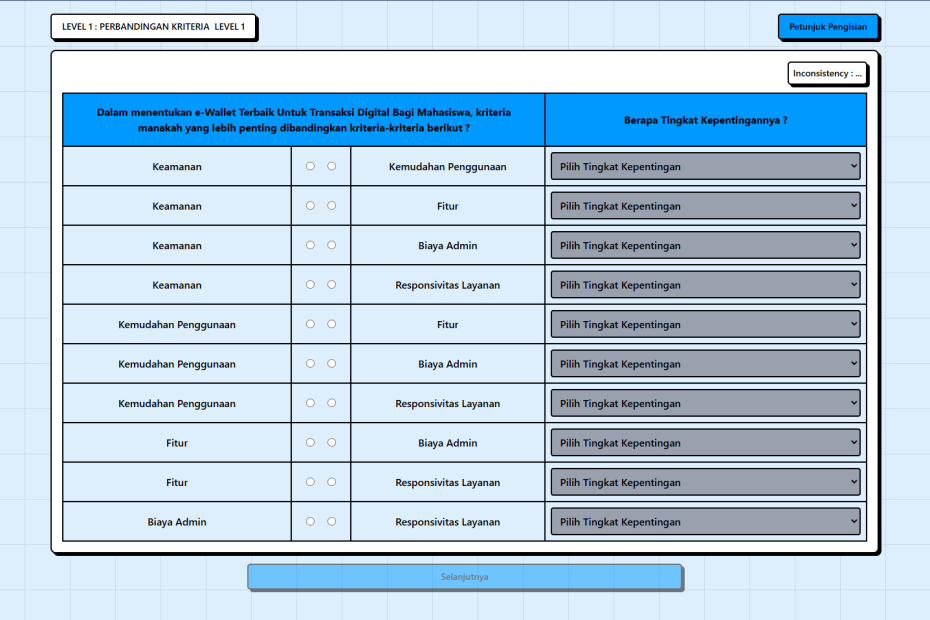 LEVEL 1 : PERBANDINGAN KRITERIA LEVEL 1
Petunjuk Pengisian
Inconsistency : ...
Dalam menentukan e-Wallet Terbaik Untuk Transaksi Digital Bagi Mahasiswa, kriteria
manakah yang lebih penting dibandingkan kriteria-kriteria berikut ?
Berapa Tingkat Kepentingannya ?
Keamanan Kemudahan Penggunaan Pilih Tingkat Kepentingan
Keamanan Fitur Pilih Tingkat Kepentingan
Keamanan Biaya Admin Pilih Tingkat Kepentingan
Keamanan Responsivitas Layanan Pilih Tingkat Kepentingan
Kemudahan Penggunaan Fitur Pilih Tingkat Kepentingan
Kemudahan Penggunaan Biaya Admin Pilih Tingkat Kepentingan
Kemudahan Penggunaan Responsivitas Layanan Pilih Tingkat Kepentingan
Fitur Biaya Admin Pilih Tingkat Kepentingan
Fitur Responsivitas Layanan Pilih Tingkat Kepentingan
Biaya Admin Responsivitas Layanan Pilih Tingkat Kepentingan
Selanjutnya